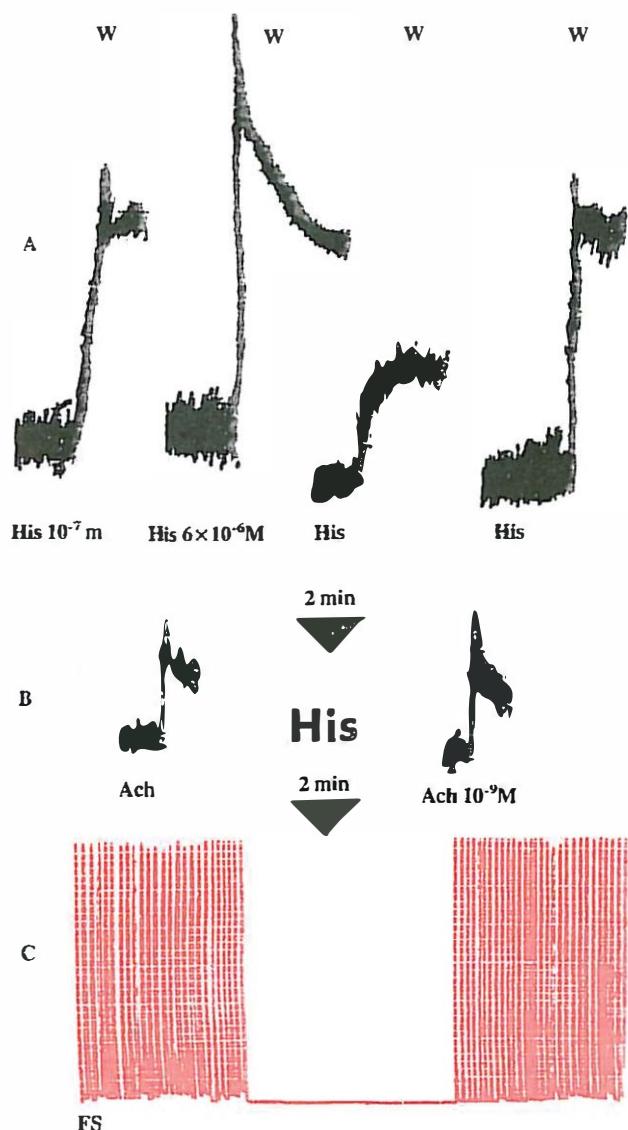 W W W W
A
His 10⁻⁷ m His 6×10⁻⁶M His His
2 min
B
His
Ach Ach 10⁻⁹M
2 min
C
FS